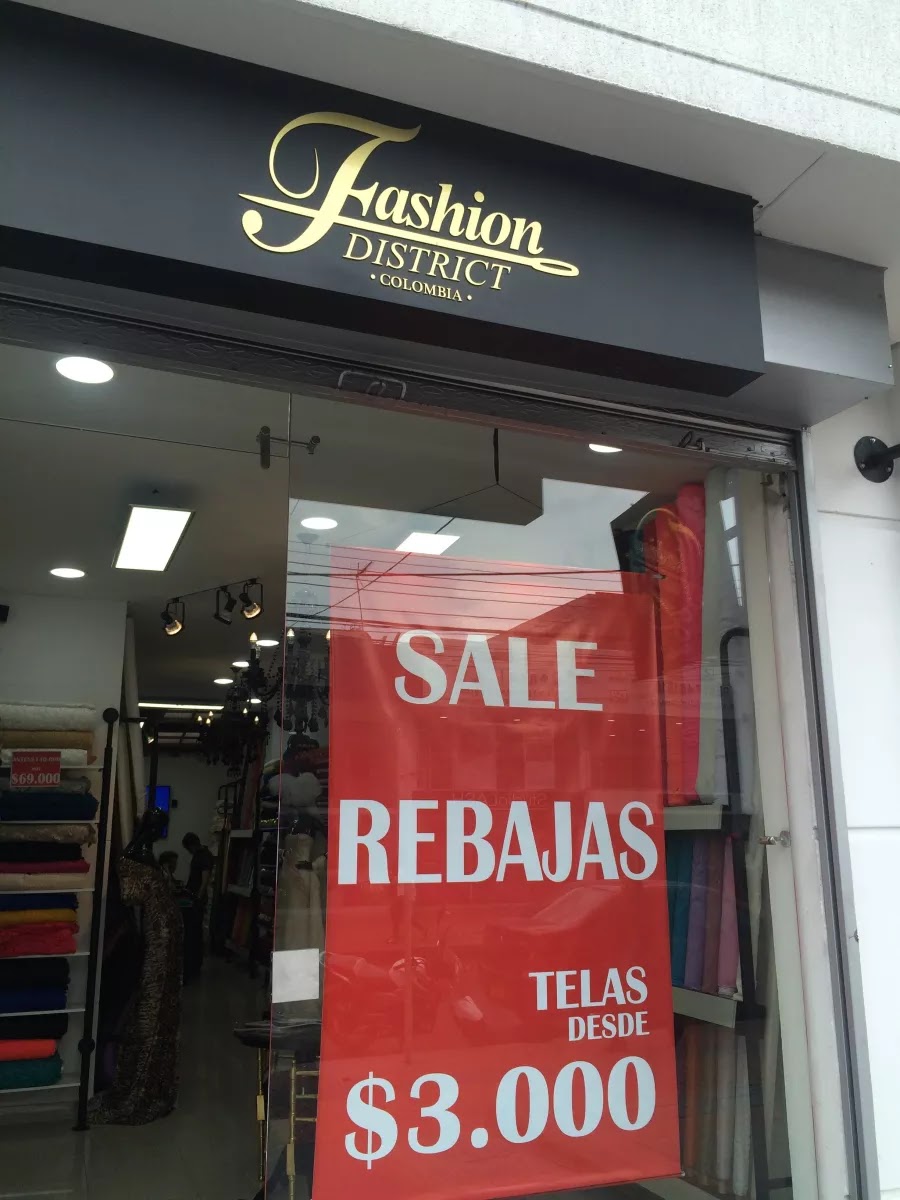 Fashion
DISTRICT
• COLOMBIA •
SALE
REBAJAS
TELAS
DESDE
$3.000
$69.000